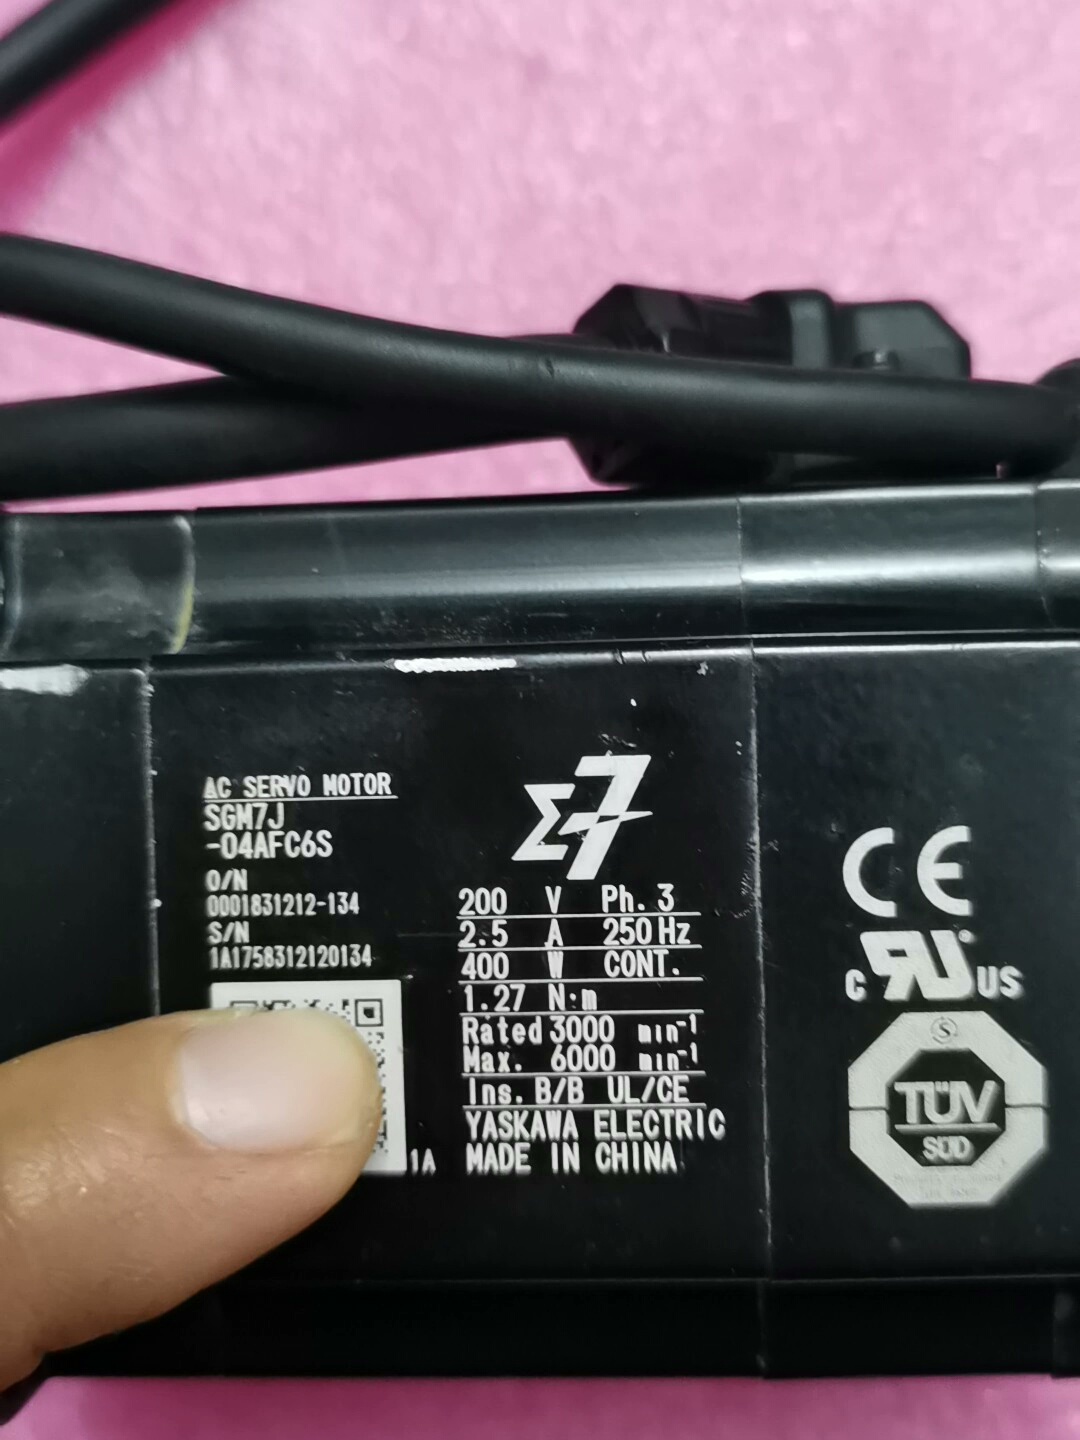 AC SERVO MOTOR
SGM7J
-04AFC6S
O/N
0001831212-134
S/N
1A1758312120134
Σ7
200 V Ph. 3
2.5 A 250 Hz
400 W CONT.
1.27 N·m
Rated 3000 min⁻¹
Max. 6000 min⁻¹
Ins. B/B UL/CE
YASKAWA ELECTRIC
MADE IN CHINA
1A
CE
c RU US
S
TÜV
SÜD